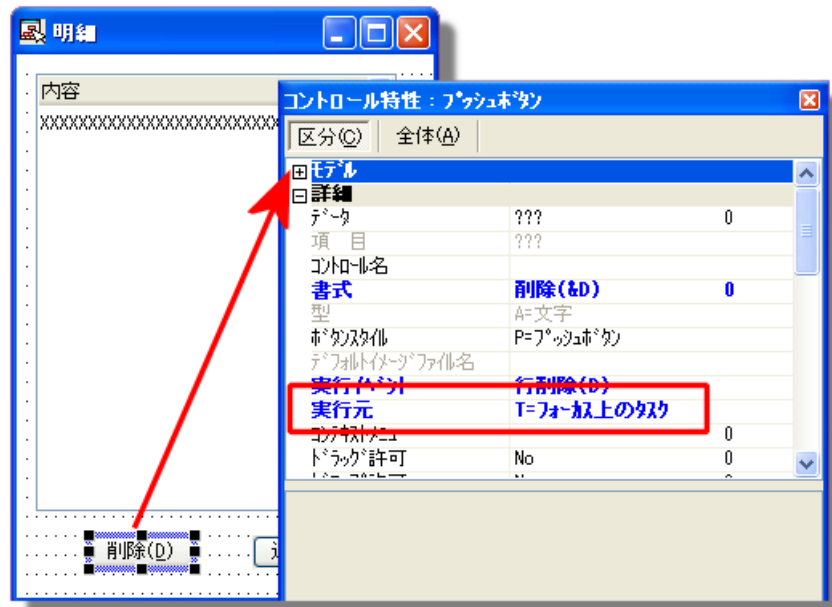 明細
内容
XXXXXXXXXXXXXXXXXXXXXXXXX
コントロール特性：プッシュボタン
区分(C) 全体(A)
モデル
詳細
データ ??? 0
項 目 ???
コントロール名
書式 削除(&D) 0
型 A=文字
ボタンスタイル P=プッシュボタン
デフォルトイメージファイル名
実行イベント 行削除(D)
実行元 T=フォーカス上のタスク
コンテキストメニュー 0
ドラッグ許可 No 0
削除(D)